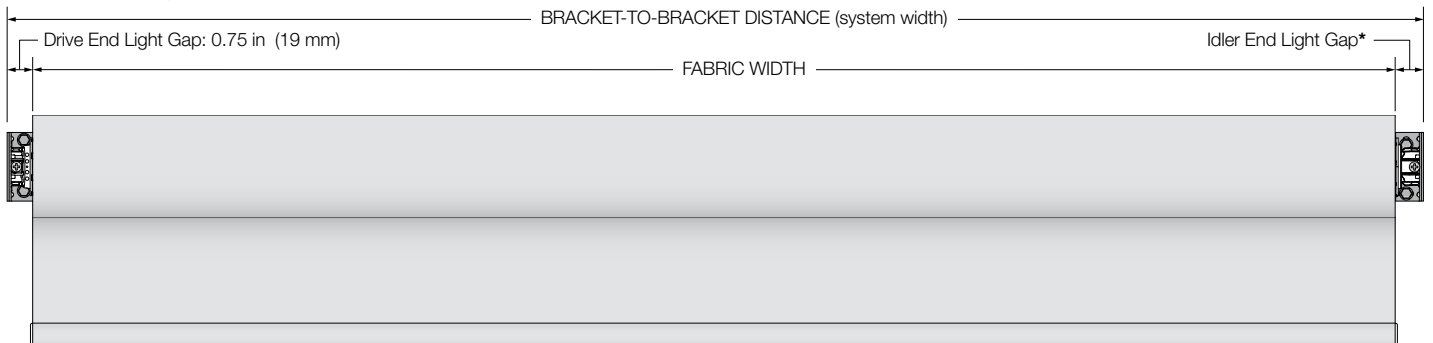 BRACKET-TO-BRACKET DISTANCE (system width)
Drive End Light Gap: 0.75 in (19 mm)
Idler End Light Gap*
FABRIC WIDTH